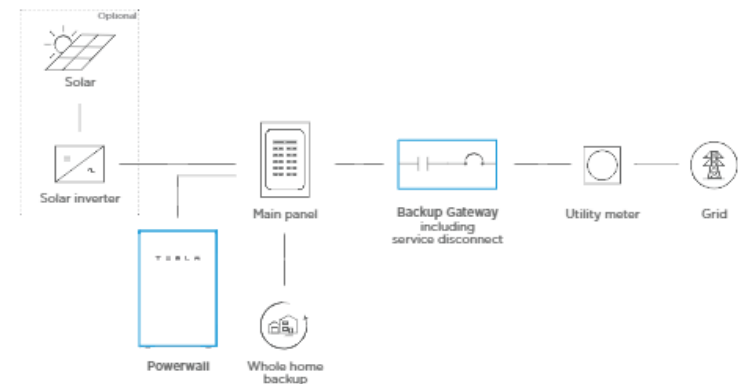 Optional
Solar
Solar inverter
Main panel
Backup Gateway
including
service disconnect
Utility meter
Grid
TESLA
Powerwall
Whole home
backup